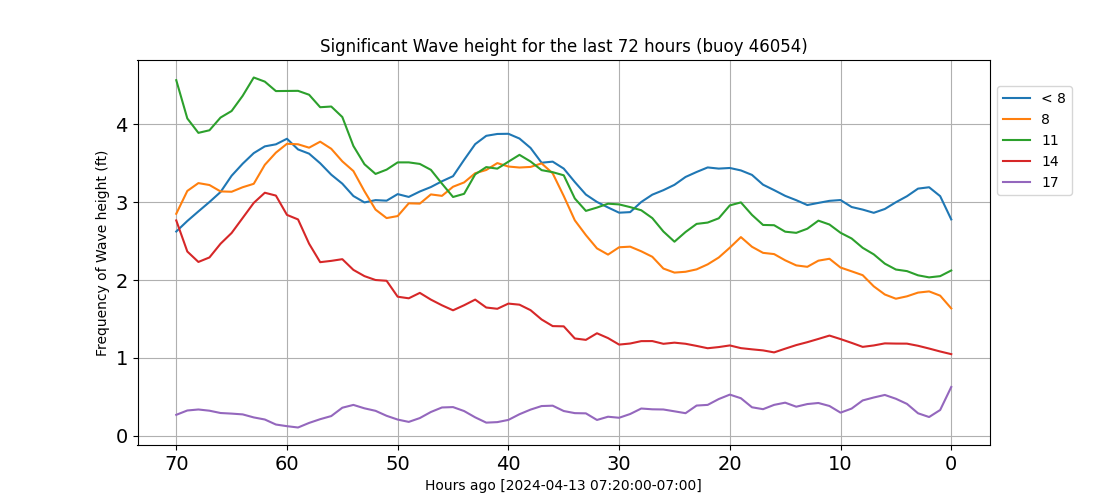 Significant Wave height for the last 72 hours (buoy 46054)
Frequency of Wave height (ft)
4
3
2
1
0
70 60 50 40 30 20 10 0
Hours ago [2024-04-13 07:20:00-07:00]
< 8
8
11
14
17